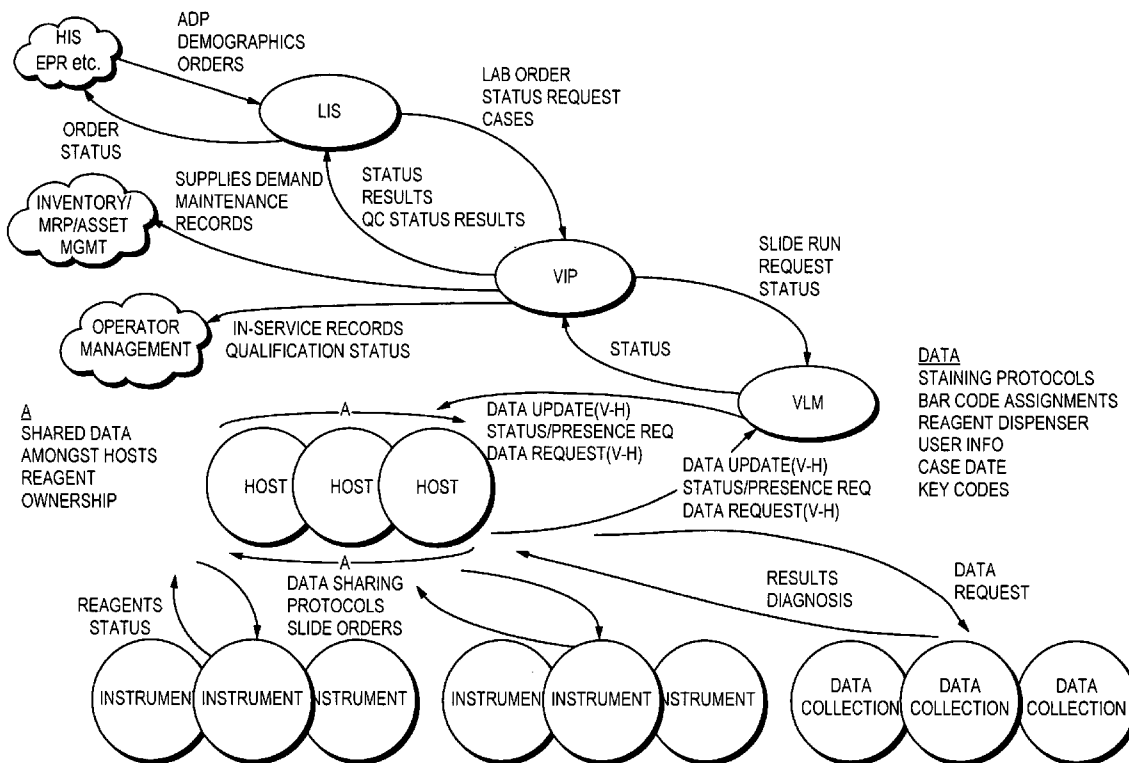 HIS
EPR etc.
ADP
DEMOGRAPHICS
ORDERS
LIS
LAB ORDER
STATUS REQUEST
CASES
ORDER
STATUS
SUPPLIES DEMAND
MAINTENANCE
RECORDS
STATUS
RESULTS
QC STATUS RESULTS
INVENTORY/
MRP/ASSET
MGMT
VIP
SLIDE RUN
REQUEST
STATUS
OPERATOR
MANAGEMENT
IN-SERVICE RECORDS
QUALIFICATION STATUS
STATUS
VLM
DATA
STAINING PROTOCOLS
BAR CODE ASSIGNMENTS
REAGENT DISPENSER
USER INFO
CASE DATE
KEY CODES
A
SHARED DATA
AMONGST HOSTS
REAGENT
OWNERSHIP
A
DATA UPDATE(V-H)
STATUS/PRESENCE REQ
DATA REQUEST(V-H)
HOST
HOST
HOST
DATA UPDATE(V-H)
STATUS/PRESENCE REQ
DATA REQUEST(V-H)
A
DATA SHARING
PROTOCOLS
SLIDE ORDERS
REAGENTS
STATUS
RESULTS
DIAGNOSIS
DATA
REQUEST
INSTRUMEN
INSTRUMENT
NSTRUMENT
INSTRUMEN
INSTRUMENT
NSTRUMENT
DATA
COLLECTION
DATA
COLLECTION
DATA
COLLECTION